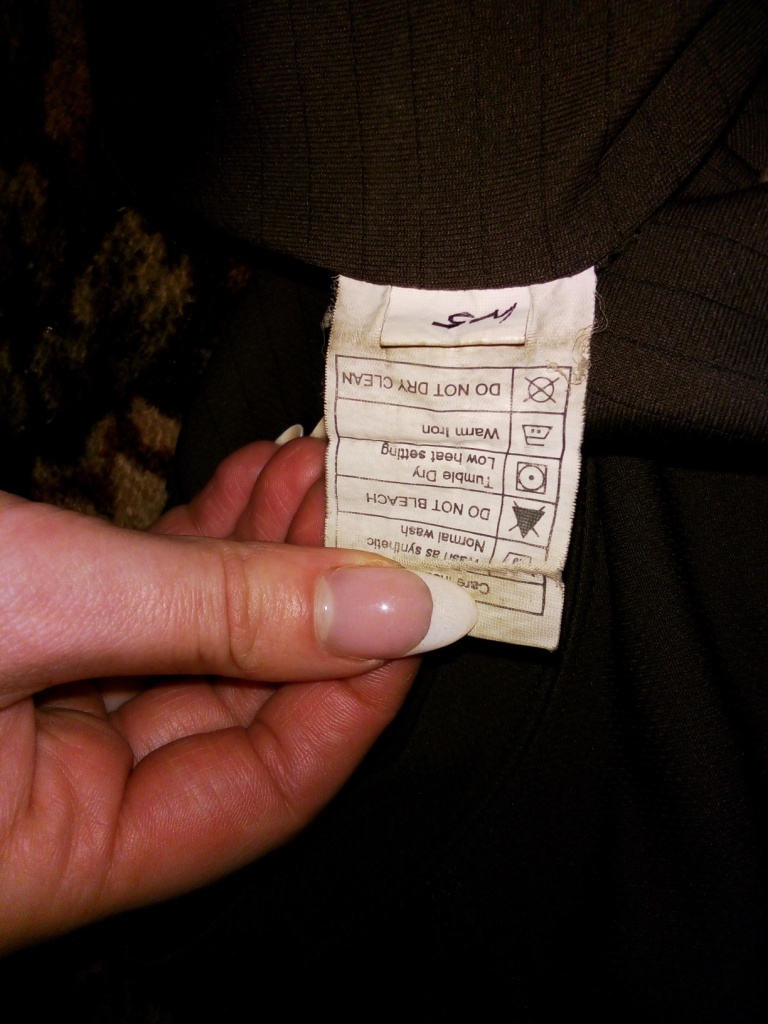 Care
Wash as synthetic
Normal wash
DO NOT BLEACH
Tumble Dry
Low heat setting
Warm Iron
DO NOT DRY CLEAN